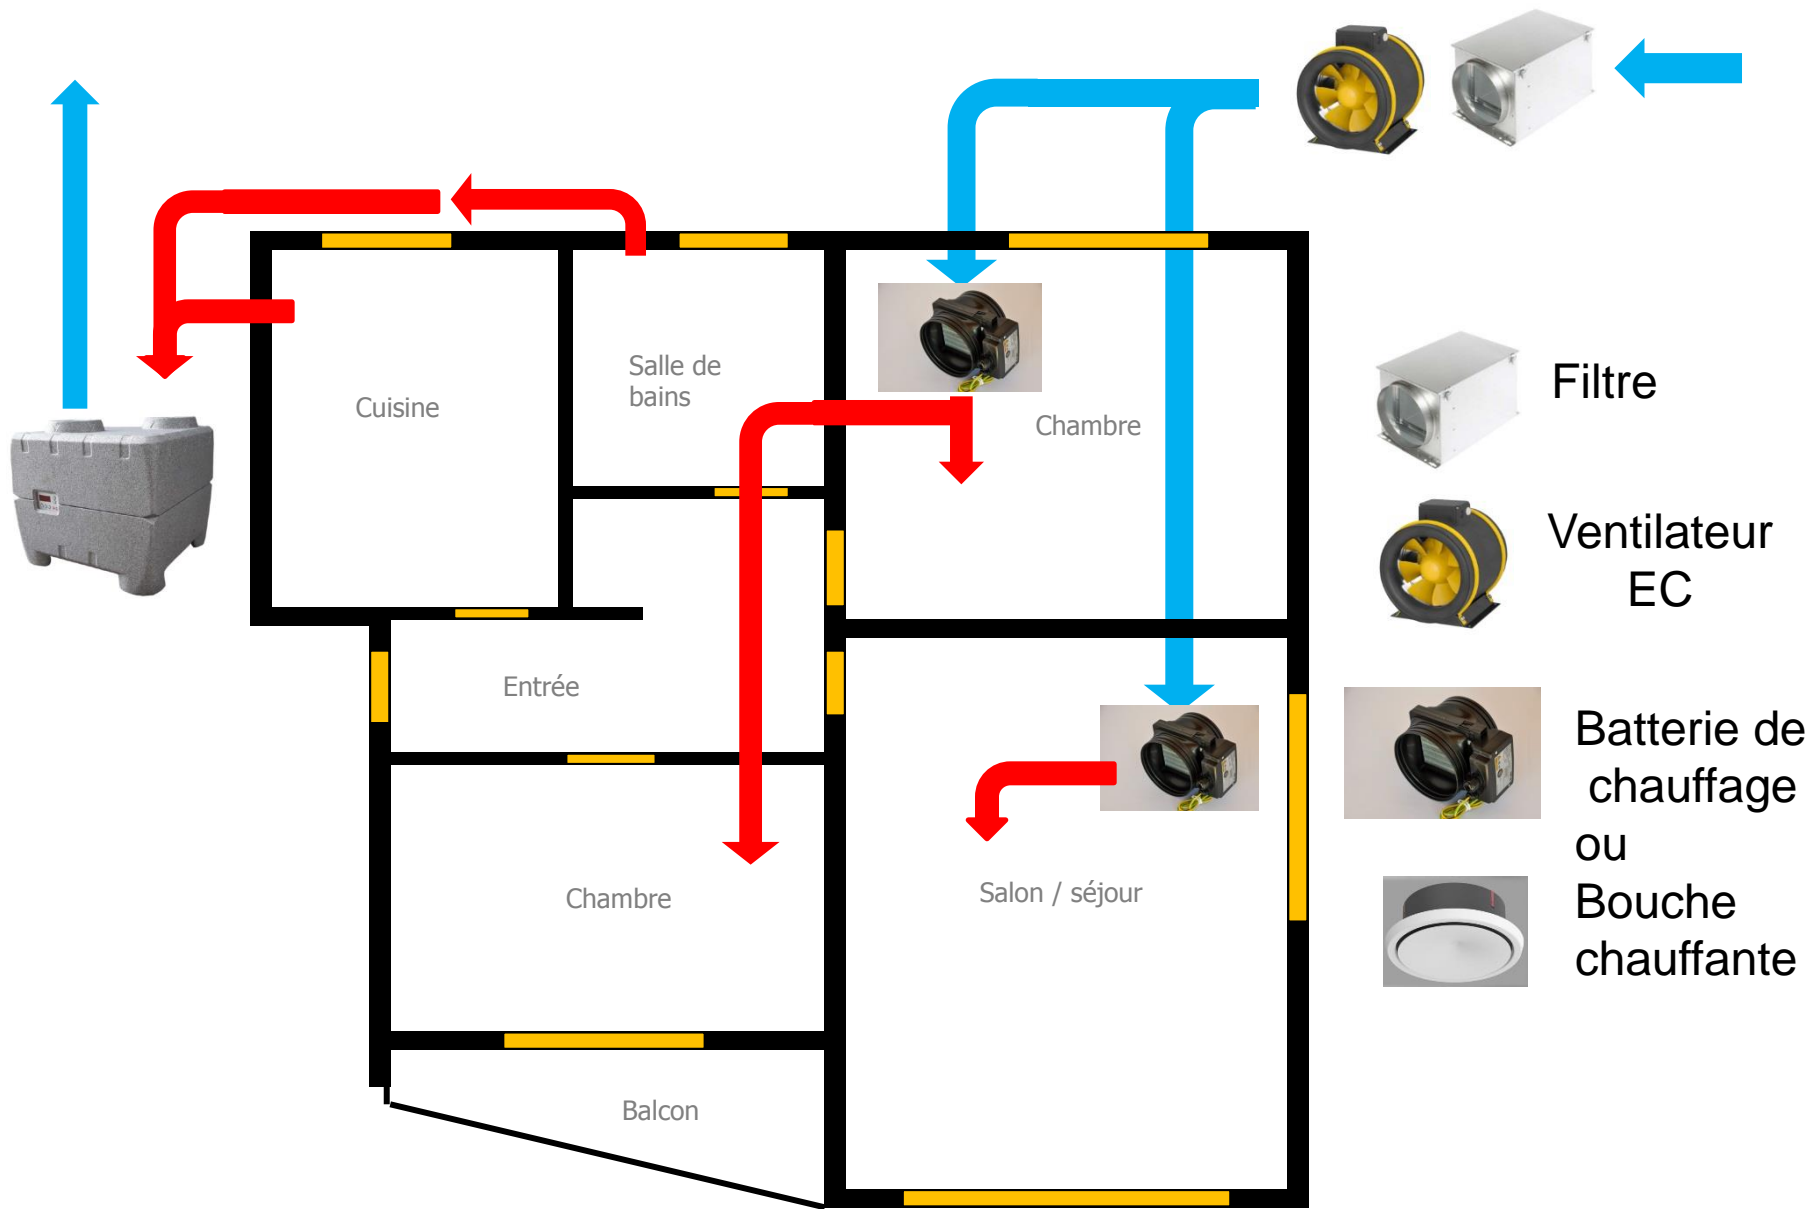 Cuisine
Salle de
bains
Chambre
Entrée
Chambre
Salon / séjour
Balcon
Filtre
Ventilateur
EC
Batterie de
chauffage
ou
Bouche
chauffante